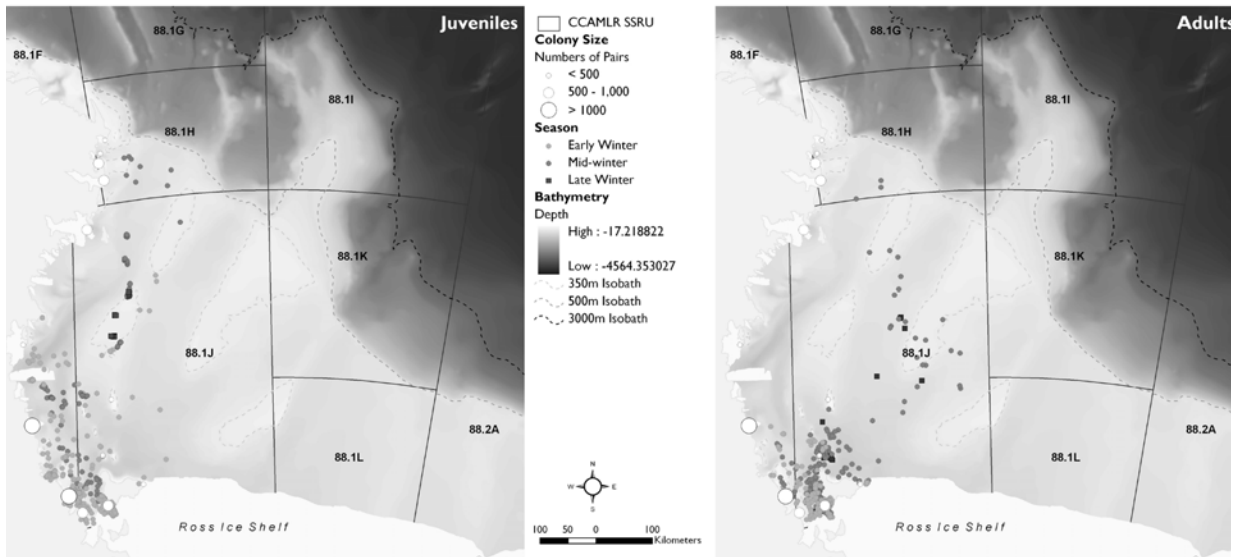 Juveniles
88.1G
88.1F
88.1I
88.1H
88.1K
88.1J
88.2A
88.1L
Ross Ice Shelf
CCAMLR SSRU
Colony Size
Numbers of Pairs
< 500
500 - 1,000
> 1000
Season
Early Winter
Mid-winter
Late Winter
Bathymetry
Depth
High : -17.218822
Low : -4564.353027
350m Isobath
500m Isobath
3000m Isobath
N
W E
S
100 50 0 100
Kilometers
Adults
88.1G
88.1F
88.1I
88.1H
88.1K
88.1J
88.2A
88.1L
Ross Ice Shelf